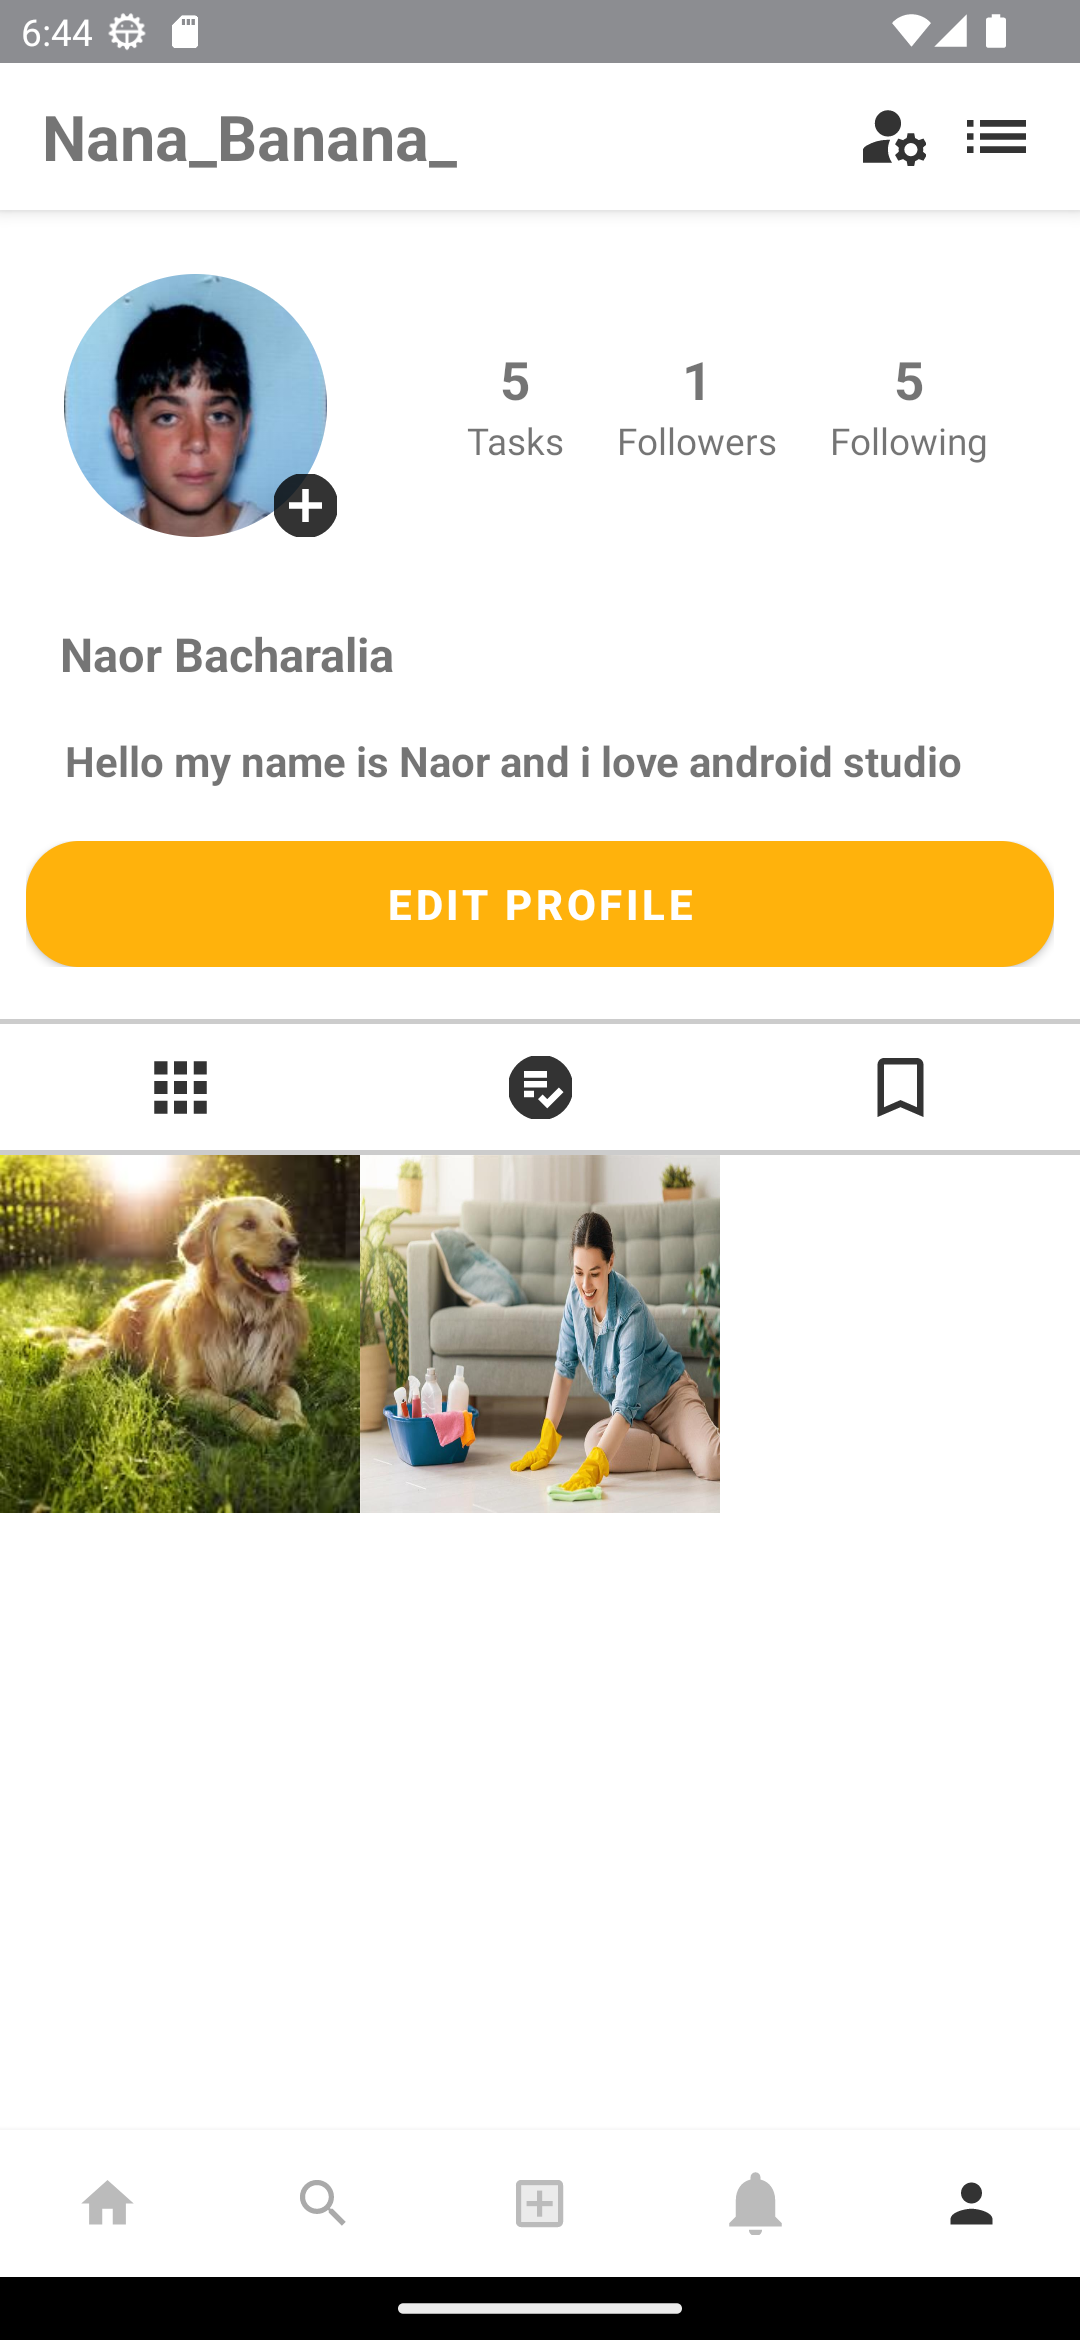 6:44
Nana_Banana_
5 1 5
Tasks Followers Following
Naor Bacharalia
Hello my name is Naor and i love android studio
EDIT PROFILE